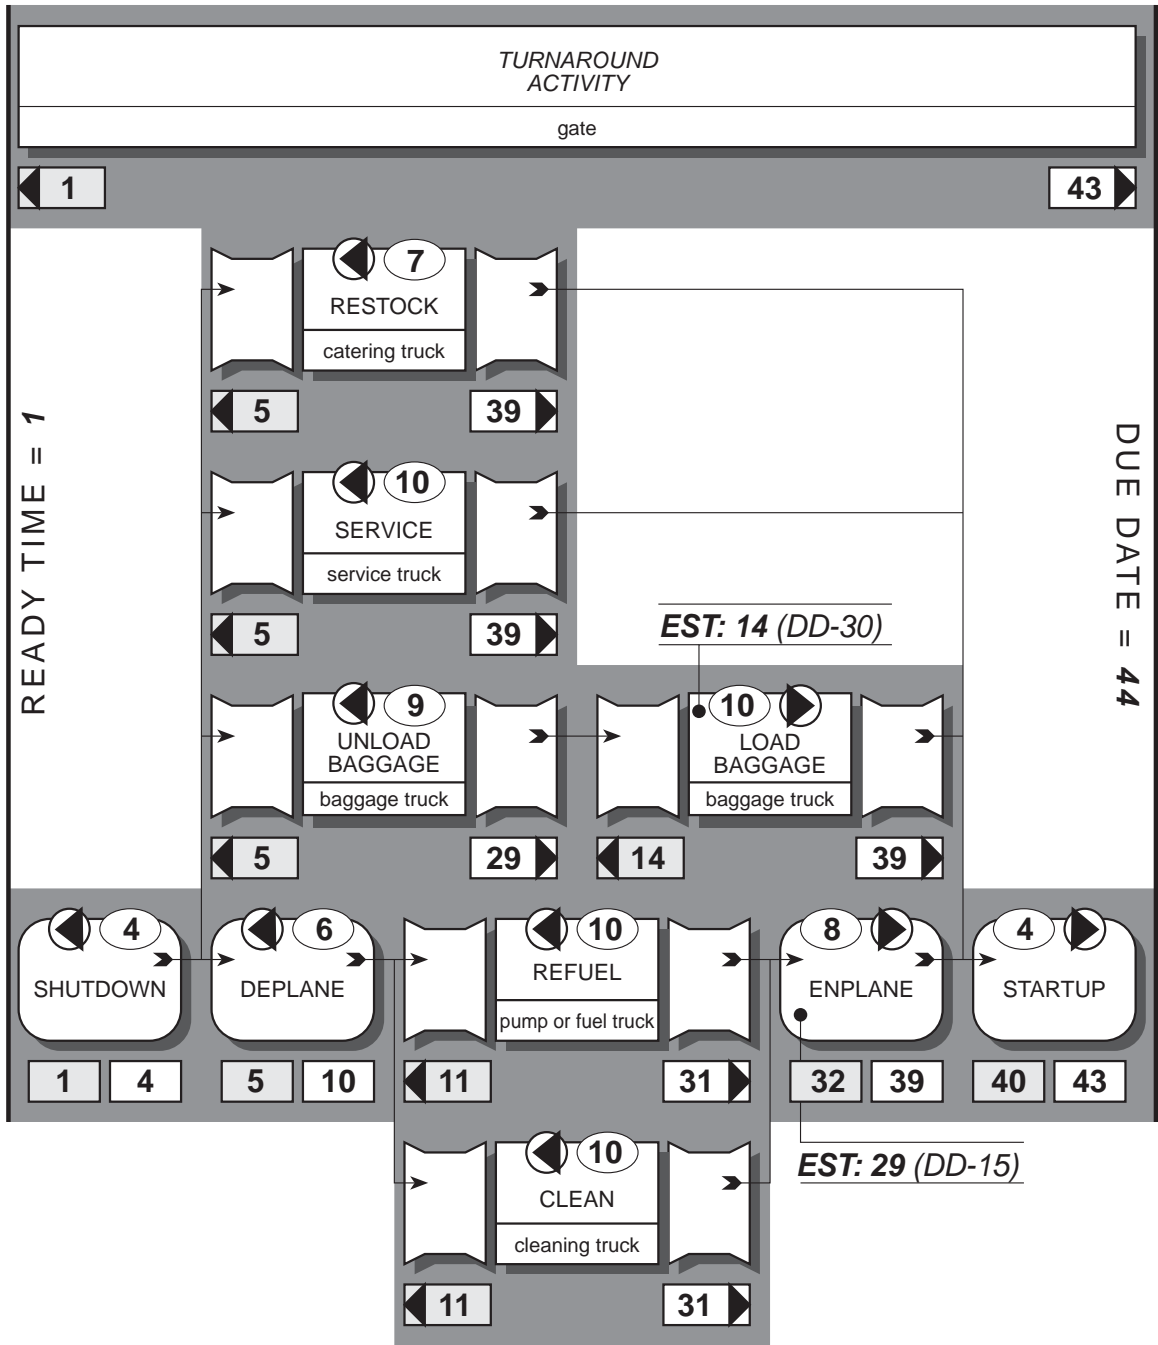 TURNAROUND
ACTIVITY
gate
1
43
READY TIME = 1
DUE DATE = 44
7
RESTOCK
catering truck
5
39
10
SERVICE
service truck
5
39
EST: 14 (DD-30)
9
UNLOAD
BAGGAGE
baggage truck
5
29
10
LOAD
BAGGAGE
baggage truck
14
39
4
SHUTDOWN
1 4
6
DEPLANE
5 10
10
REFUEL
pump or fuel truck
11
31
8
ENPLANE
32 39
4
STARTUP
40 43
EST: 29 (DD-15)
10
CLEAN
cleaning truck
11
31